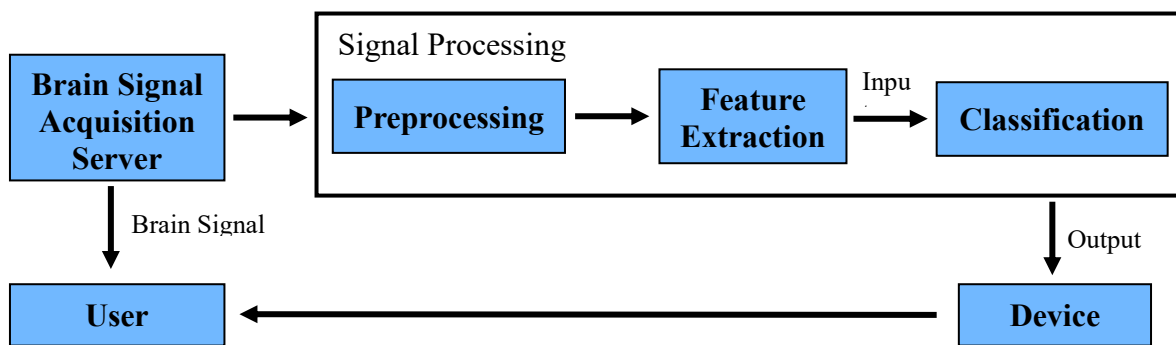 Signal Processing
Brain Signal
Acquisition
Server
Preprocessing
Feature
Extraction
Inpu
Classification
Brain Signal
Output
User
Device